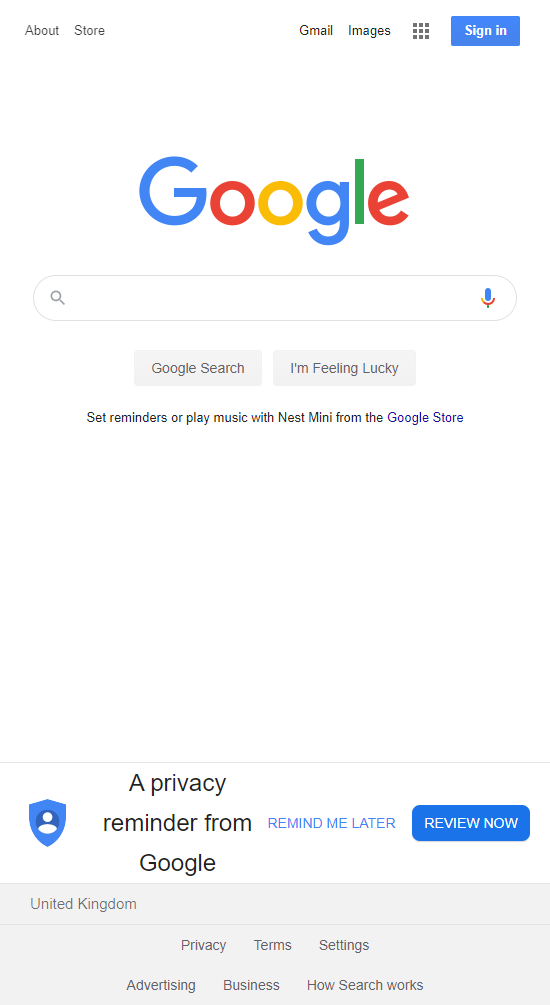 About Store Gmail Images Sign in
Google
Google Search I'm Feeling Lucky
Set reminders or play music with Nest Mini from the Google Store
A privacy
reminder from
Google
REMIND ME LATER REVIEW NOW
United Kingdom
Privacy Terms Settings
Advertising Business How Search works